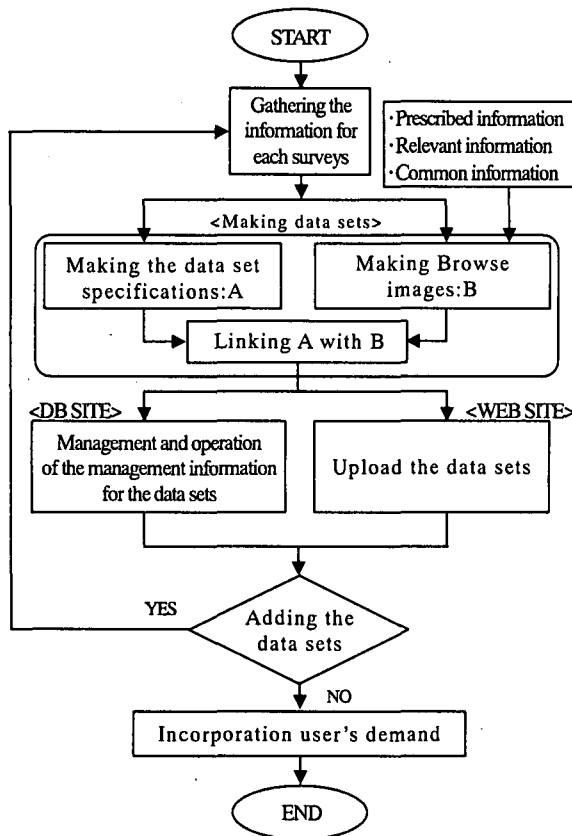 START
Gathering the
information for
each surveys
·Prescribed information
·Relevant information
·Common information
<Making data sets>
Making the data set
specifications:A
Making Browse
images:B
Linking A with B
<DB SITE>
<WEB SITE>
Management and operation
of the management information
for the data sets
Upload the data sets
YES
Adding the
data sets
NO
Incorporation user's demand
END